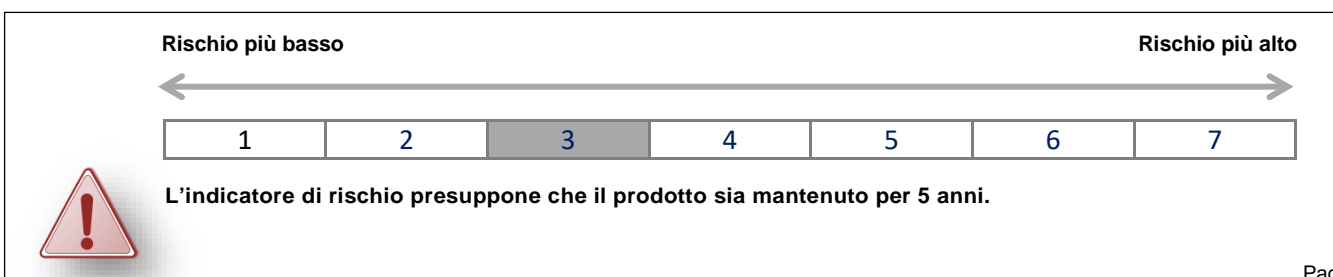 Rischio più basso Rischio più alto
1 2 3 4 5 6 7
L’indicatore di rischio presuppone che il prodotto sia mantenuto per 5 anni.